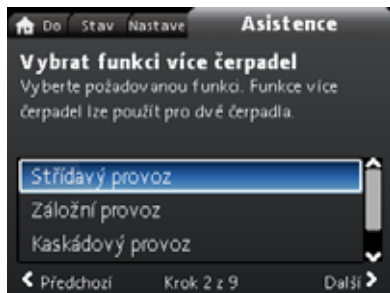 Do Stav Nastave Asistence
Vybrat funkci více čerpadel
Vyberte požadovanou funkci. Funkce více
čerpadel lze použít pro dvě čerpadla.
Střídavý provoz
Záložní provoz
Kaskádový provoz
Předchozí Krok 2 z 9 Další